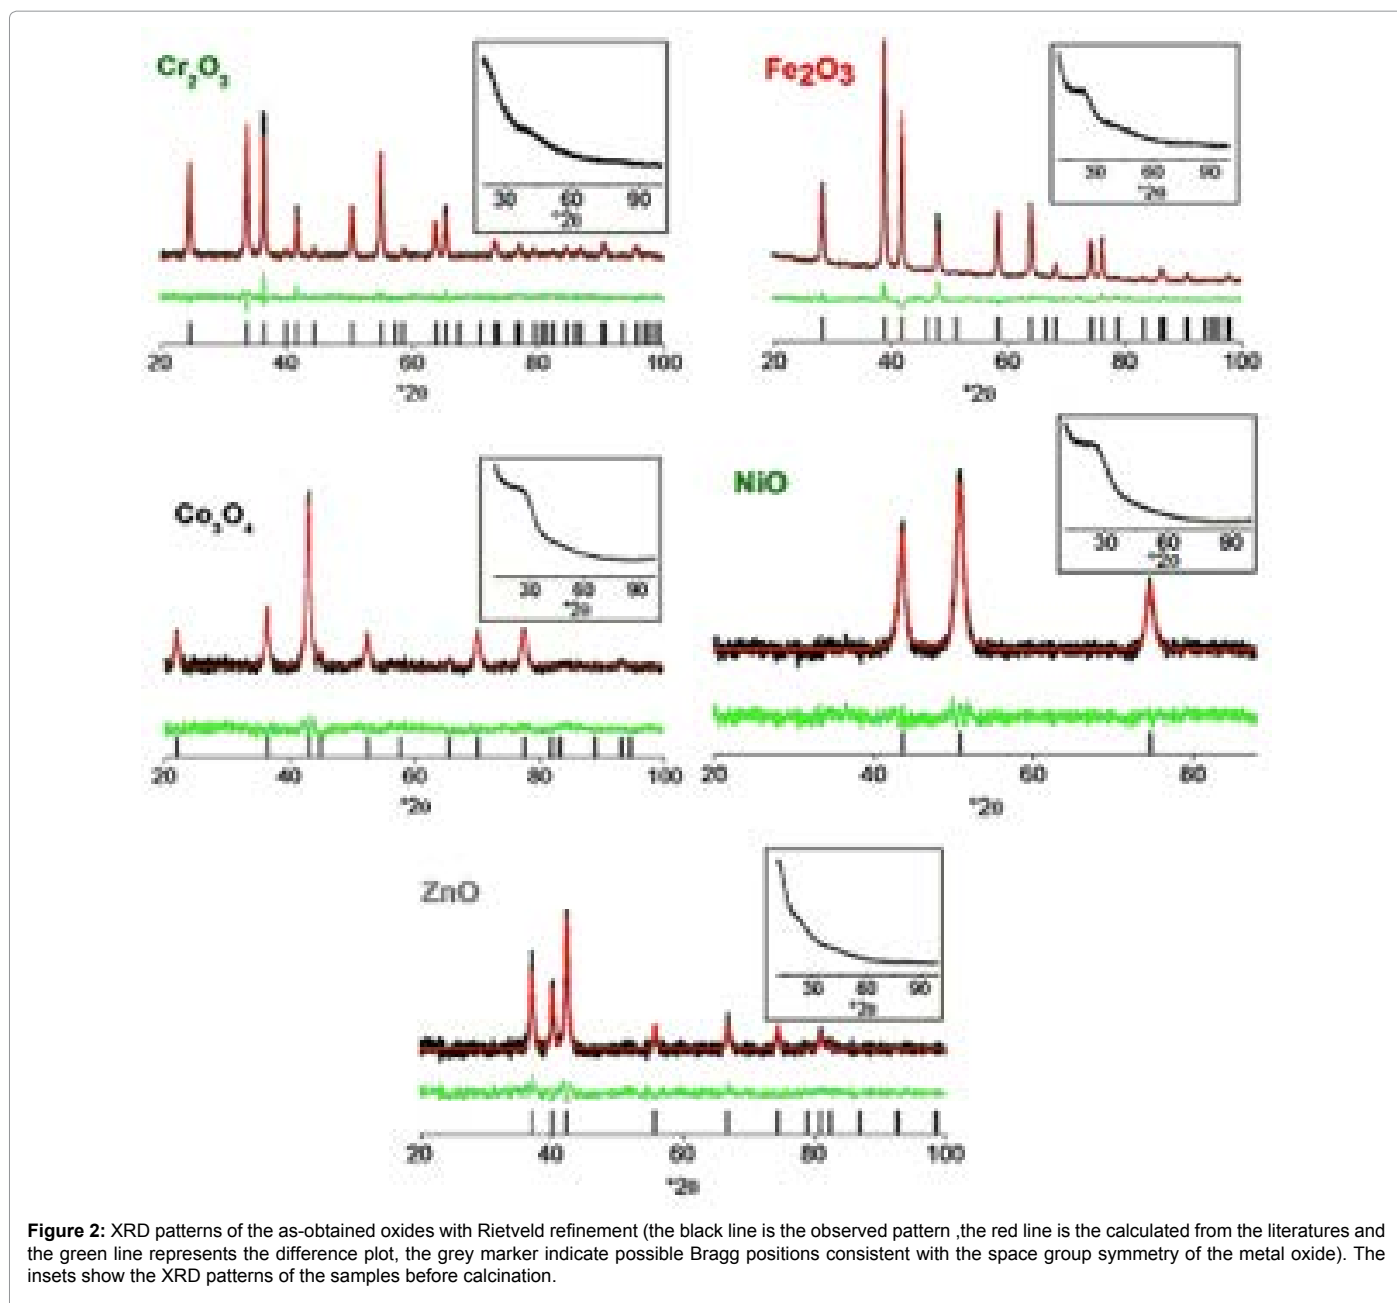 Cr₂O₃
30 60 90
°2θ
20 40 60 80 100
°2θ
Fe₂O₃
30 60 90
°2θ
20 40 60 80 100
°2θ
Co₃O₄
30 60 90
°2θ
20 40 60 80 100
°2θ
NiO
30 60 90
°2θ
20 40 60 80
°2θ
ZnO
30 60 90
°2θ
20 40 60 80 100
°2θ
Figure 2: XRD patterns of the as-obtained oxides with Rietveld refinement (the black line is the observed pattern ,the red line is the calculated from the literatures and
the green line represents the difference plot, the grey marker indicate possible Bragg positions consistent with the space group symmetry of the metal oxide). The
insets show the XRD patterns of the samples before calcination.